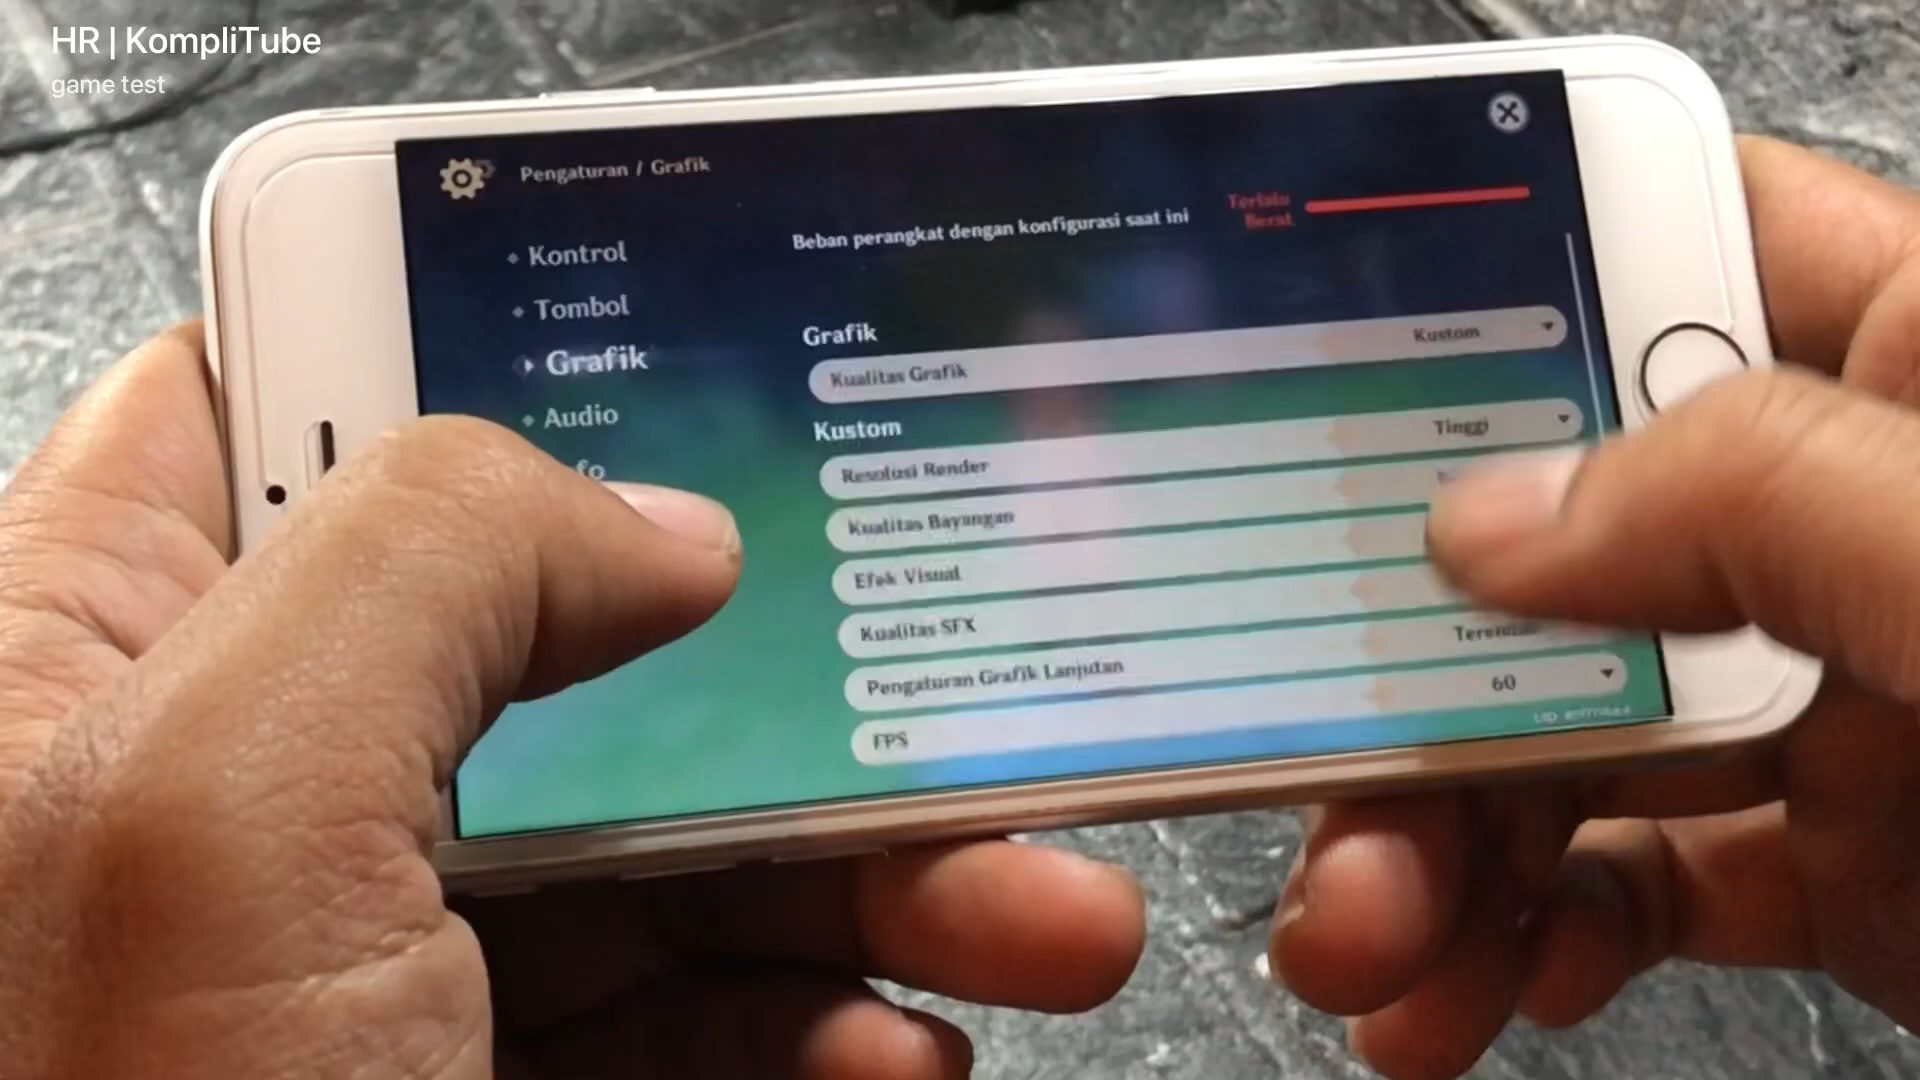 HR | KompliTube
game test
Pengaturan / Grafik
Beban perangkat dengan konfigurasi saat ini
Terlalu
Berat
Kontrol
Tombol
Grafik
Audio
fo
Grafik
Kualitas Grafik
Kustom
Kustom
Resolusi Render
Tinggi
Kualitas Bayangan
Efek Visual
Kualitas SFX
Pengaturan Grafik Lanjutan
FPS
60